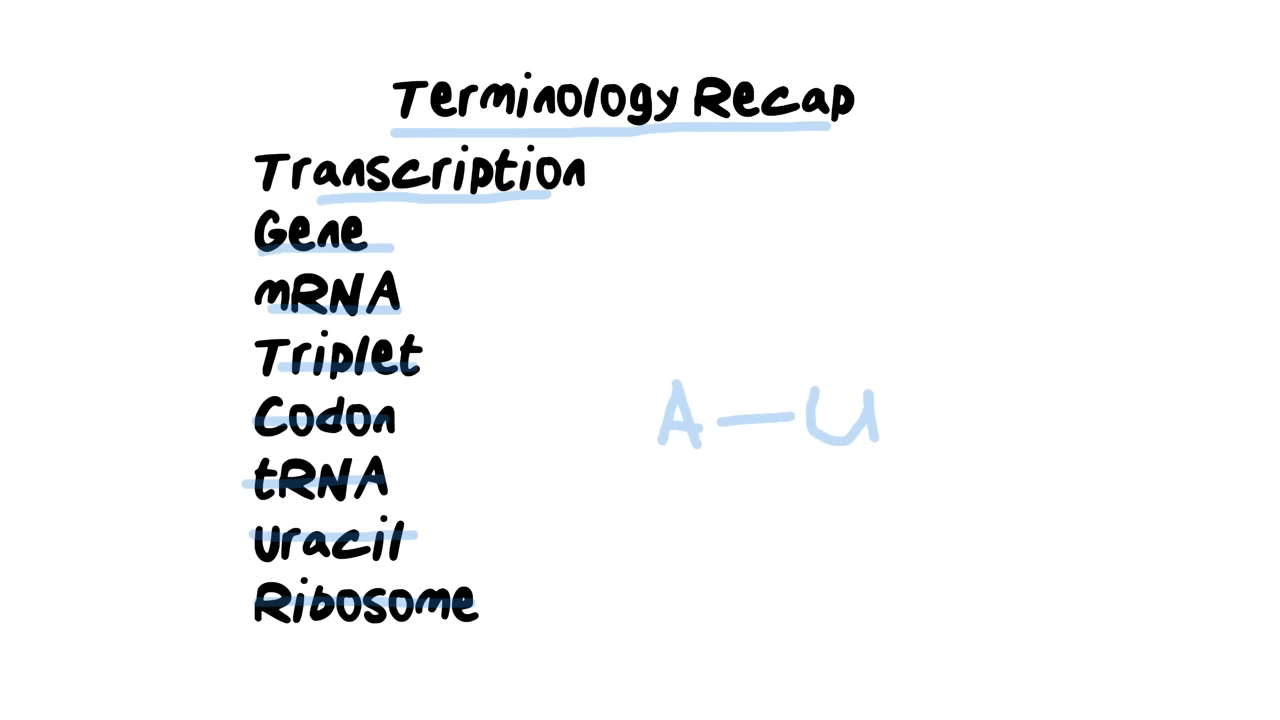 Terminology Recap
Transcription
Gene
mRNA
Triplet
Codon
A — U
tRNA
Uracil
Ribosome